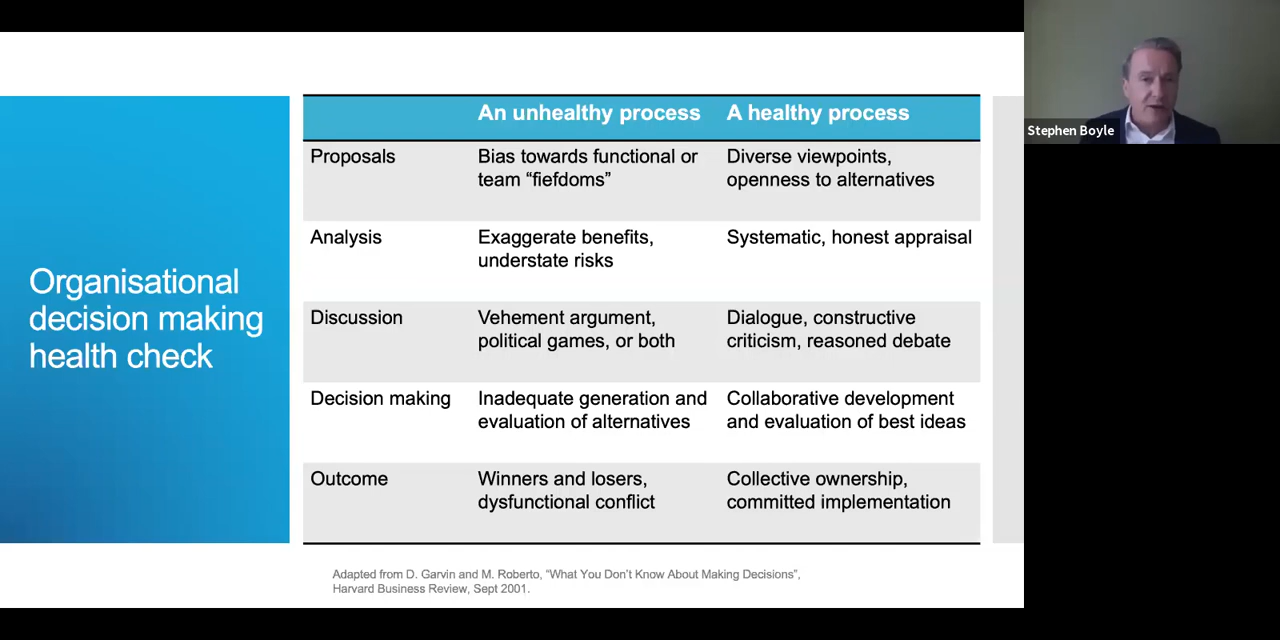 Organisational
decision making
health check
An unhealthy process A healthy process
Proposals
Bias towards functional or
team “fiefdoms”
Diverse viewpoints,
openness to alternatives
Analysis
Exaggerate benefits,
understate risks
Systematic, honest appraisal
Discussion
Vehement argument,
political games, or both
Dialogue, constructive
criticism, reasoned debate
Decision making
Inadequate generation and
evaluation of alternatives
Collaborative development
and evaluation of best ideas
Outcome
Winners and losers,
dysfunctional conflict
Collective ownership,
committed implementation
Adapted from D. Garvin and M. Roberto, “What You Don’t Know About Making Decisions”,
Harvard Business Review, Sept 2001.
Stephen Boyle